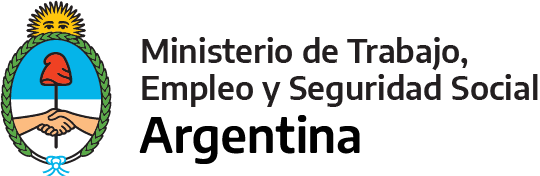 Ministerio de Trabajo,
Empleo y Seguridad Social
Argentina